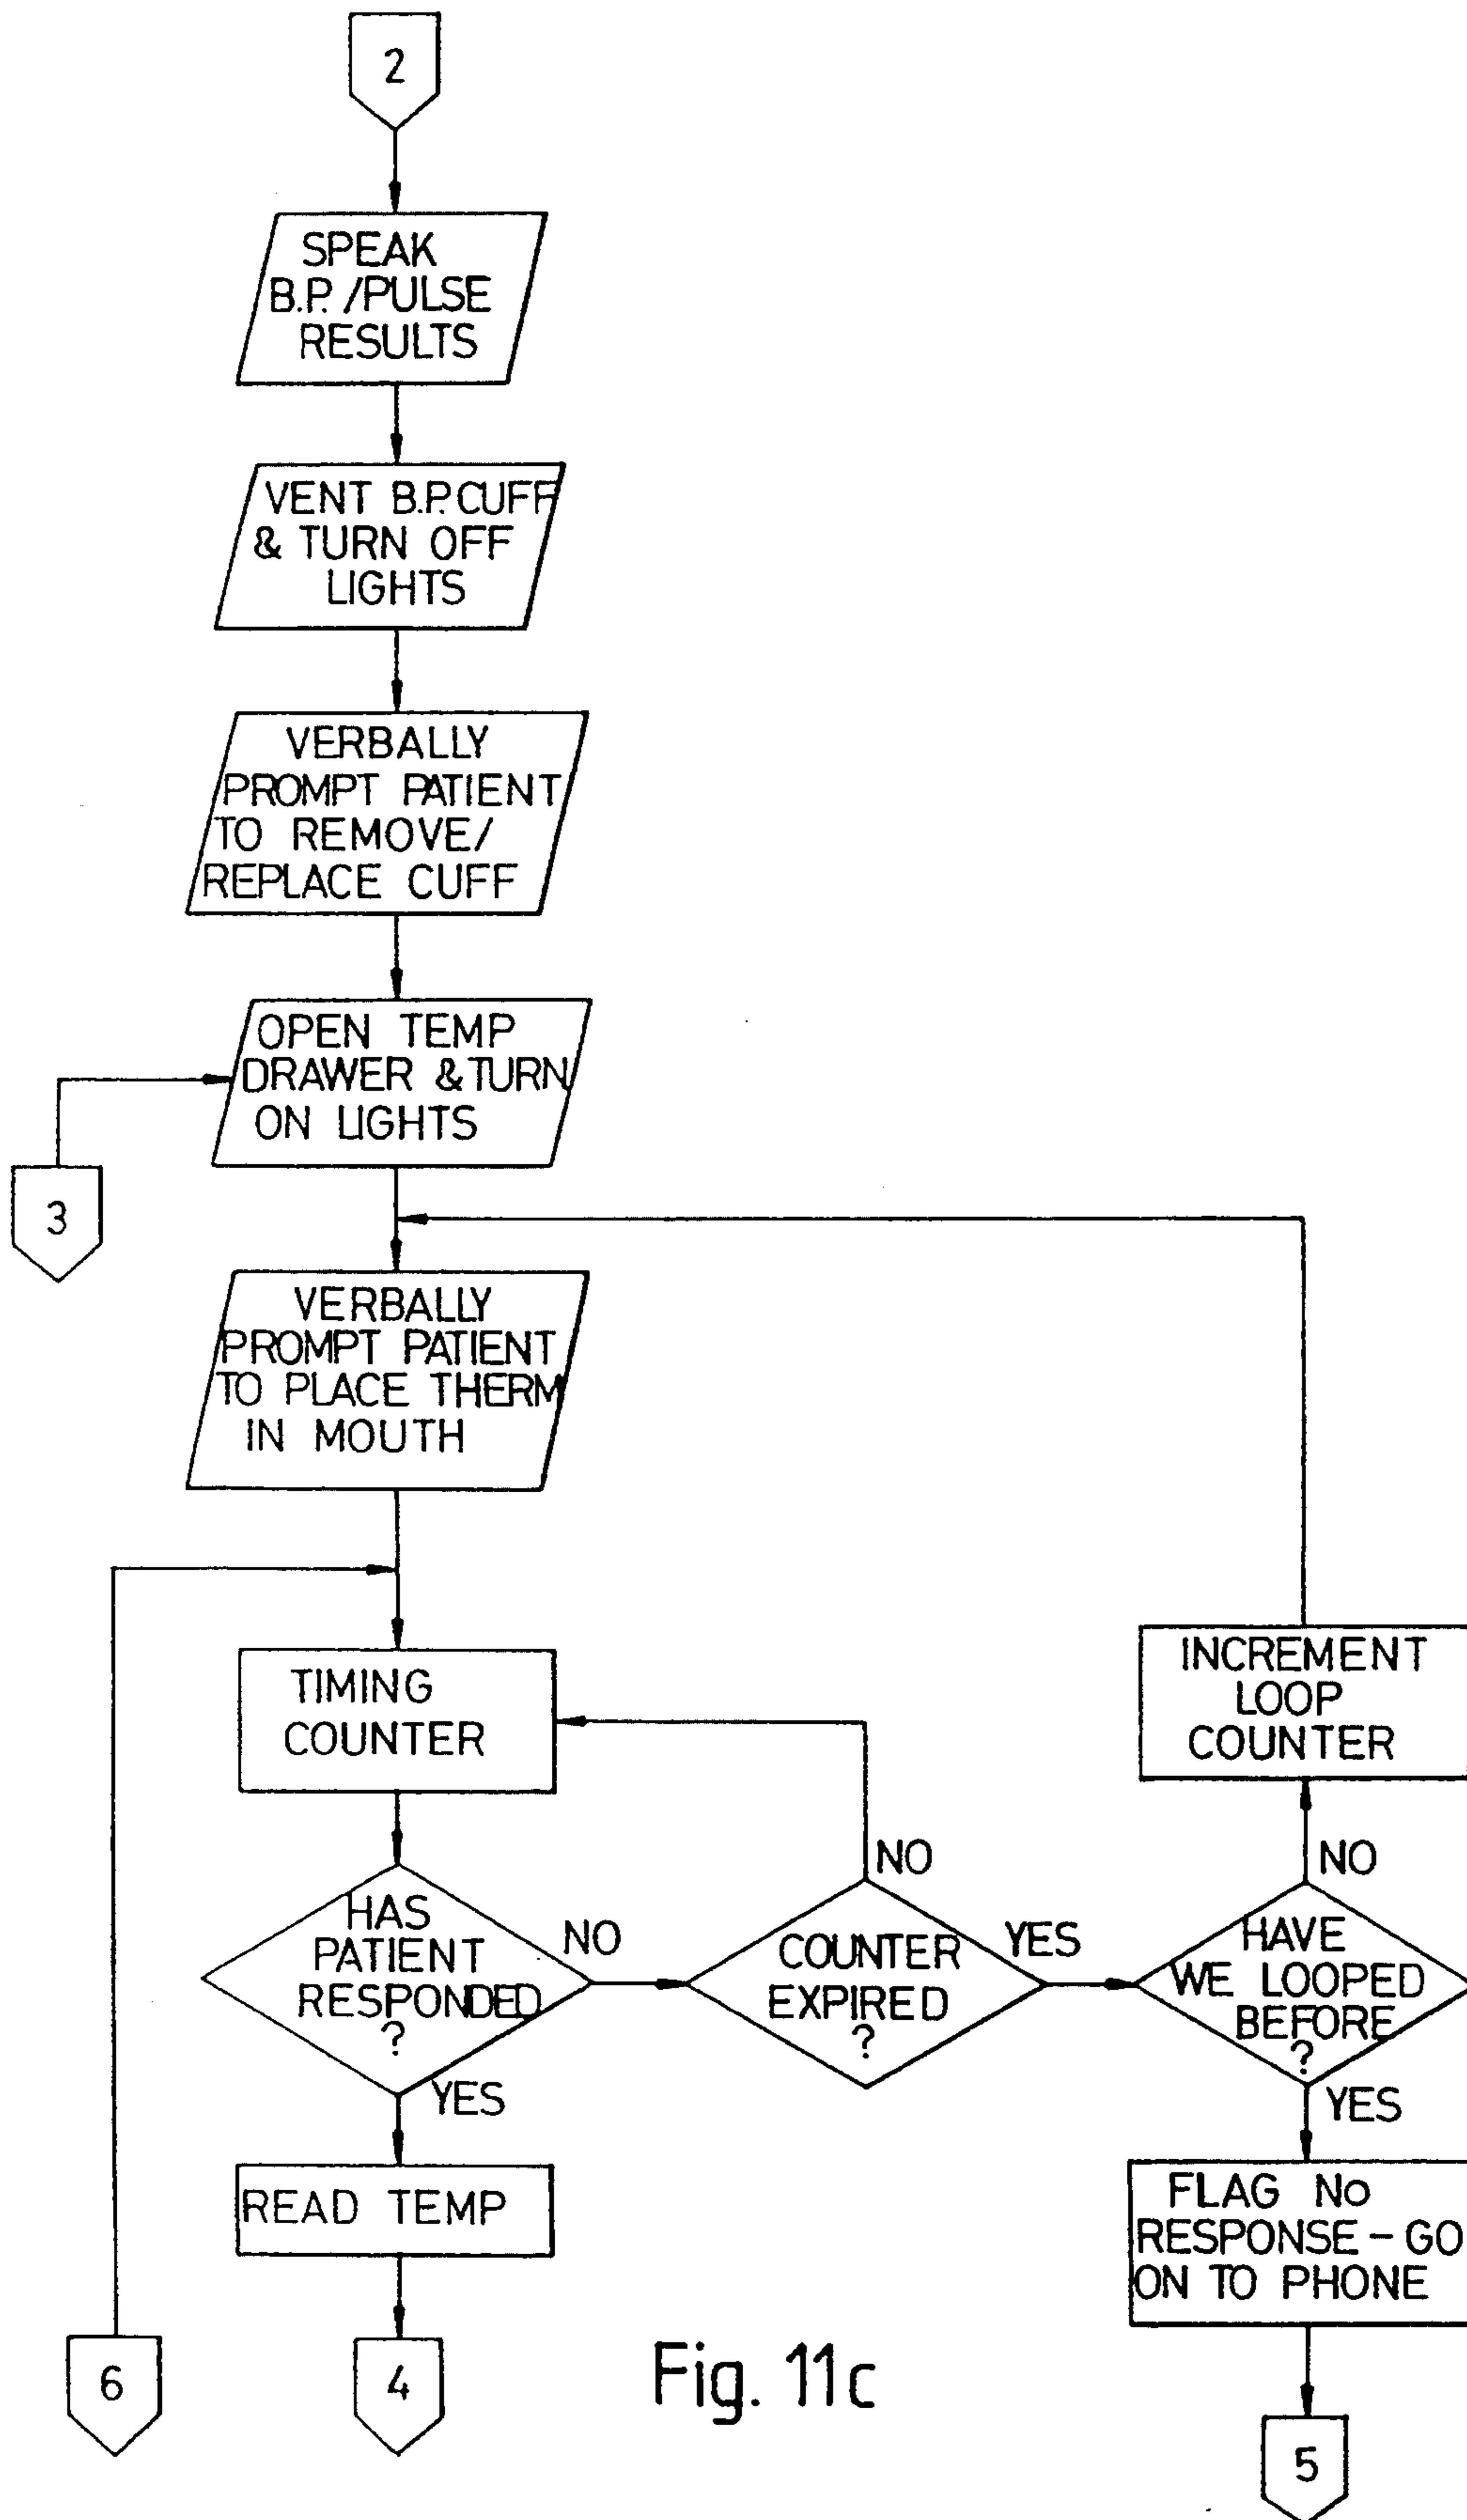 2
SPEAK
B.P./PULSE
RESULTS
VENT B.P. CUFF
& TURN OFF
LIGHTS
VERBALLY
PROMPT PATIENT
TO REMOVE/
REPLACE CUFF
OPEN TEMP
DRAWER & TURN
ON LIGHTS
3
VERBALLY
PROMPT PATIENT
TO PLACE THERM
IN MOUTH
TIMING
COUNTER
INCREMENT
LOOP
COUNTER
HAS
PATIENT
RESPONDED
?
NO
COUNTER
EXPIRED
?
NO
YES
HAVE
WE LOOPED
BEFORE
?
NO
YES
YES
READ TEMP
FLAG No
RESPONSE - GO
ON TO PHONE
6
4
5
Fig. 11c